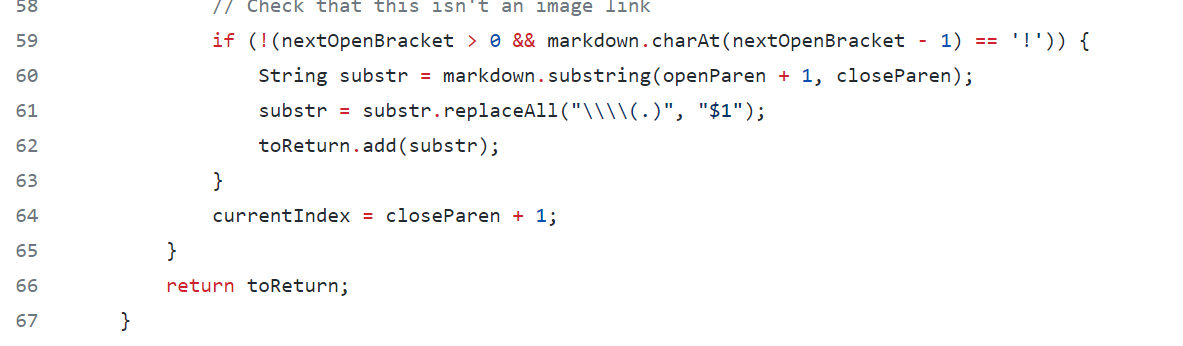 58 // Check that this isn't an image link
59 if (!(nextOpenBracket > 0 && markdown.charAt(nextOpenBracket - 1) == '!')) {
60 String substr = markdown.substring(openParen + 1, closeParen);
61 substr = substr.replaceAll("\\\\(.)", "$1");
62 toReturn.add(substr);
63 }
64 currentIndex = closeParen + 1;
65 }
66 return toReturn;
67 }